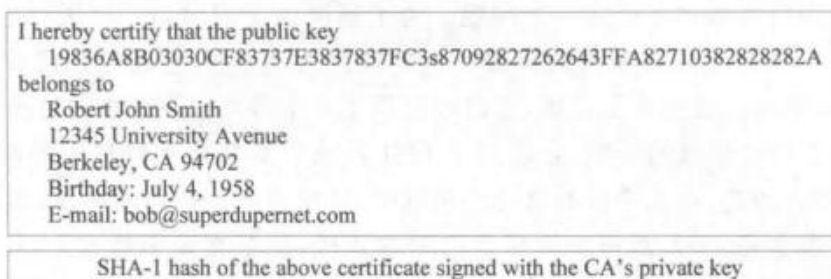 I hereby certify that the public key
19836A8B03030CF83737E3837837FC3s87092827262643FFA82710382828282A
belongs to
Robert John Smith
12345 University Avenue
Berkeley, CA 94702
Birthday: July 4, 1958
E-mail: bob@superdupernet.com
SHA-1 hash of the above certificate signed with the CA's private key